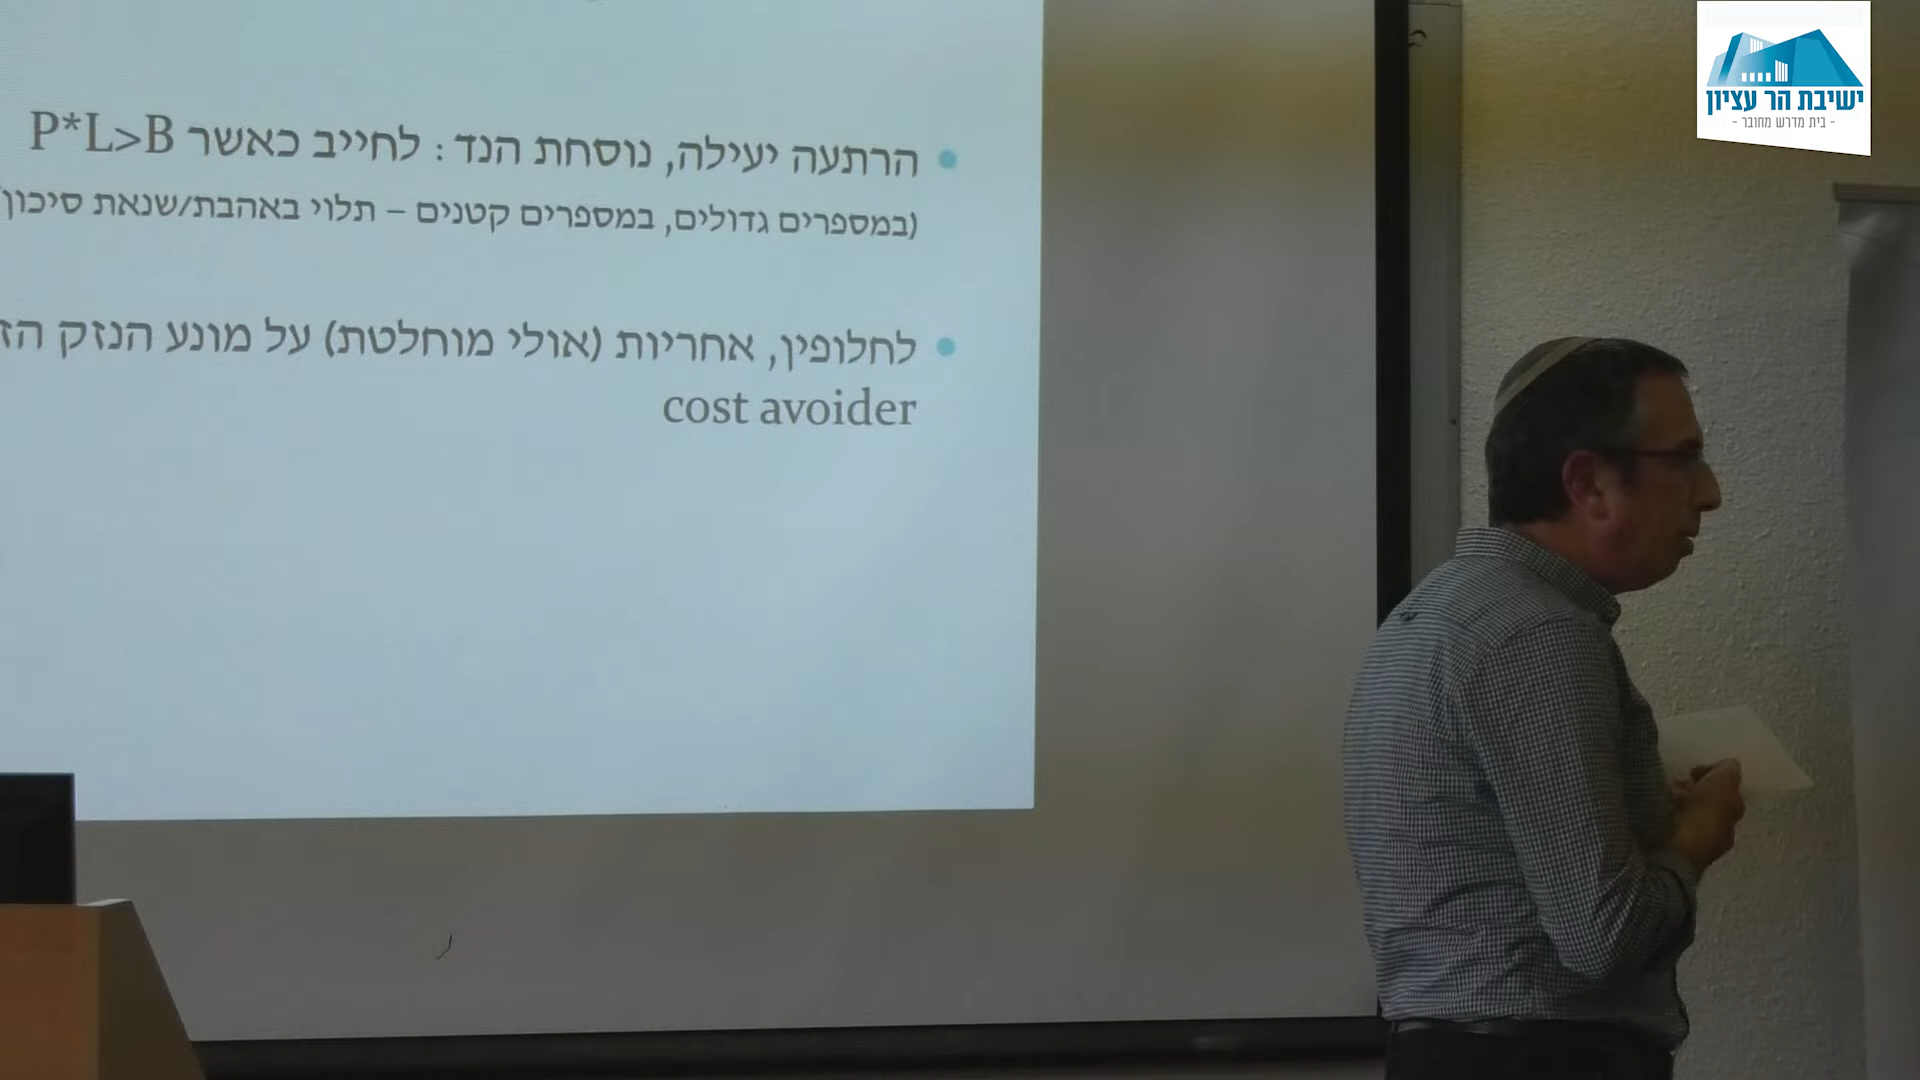 ישיבת הר עציון
- בית מדרש מחובר -
הרתעה יעילה, נוסחת הנד: לחייב כאשר P*L>B
(במספרים גדולים, במספרים קטנים – תלוי באהבת/שנאת סיכון
לחלופין, אחריות (אולי מוחלטת) על מונע הנזק
cost avoider